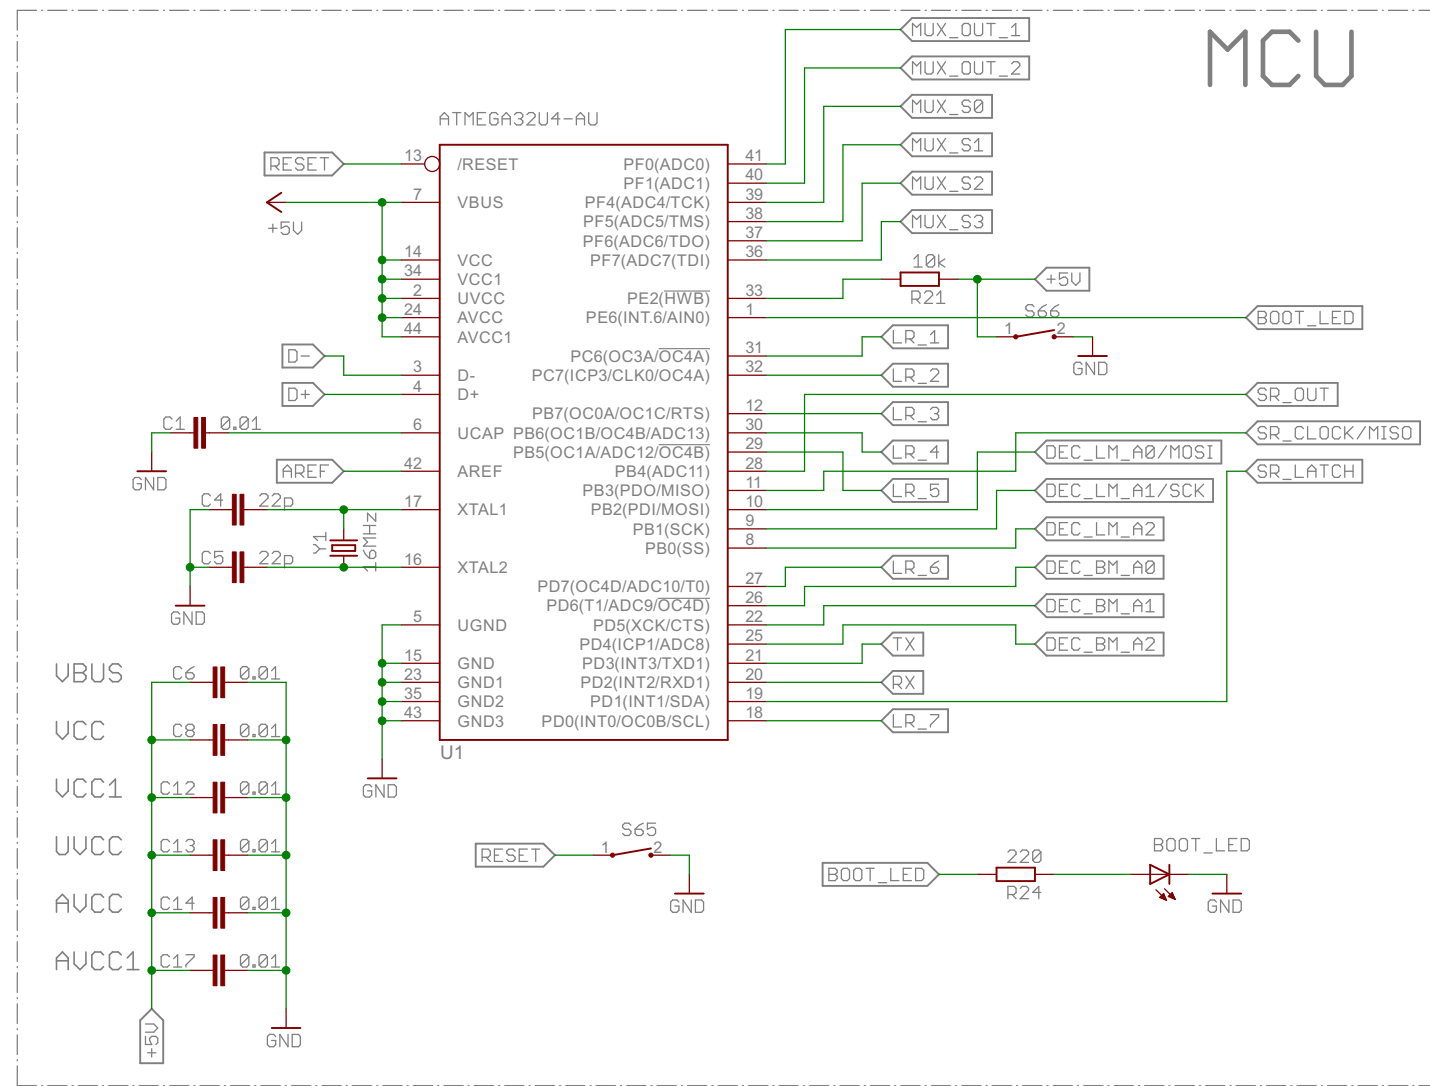 MCU
ATMEGA32U4-AU
MUX_OUT_1
MUX_OUT_2
MUX_S0
MUX_S1
MUX_S2
MUX_S3
RESET 13 /RESET
+5V
7 VBUS
14 VCC
34 VCC1
2 UVCC
24 AVCC
44 AVCC1
D- 3 D-
D+ 4 D+
C1 0.01 6 UCAP
GND
AREF 42 AREF
C4 22p 17 XTAL1
Y1 16MHz
C5 22p 16 XTAL2
GND
5 UGND
15 GND
23 GND1
35 GND2
43 GND3
GND
U1
PF0(ADC0) 41
PF1(ADC1) 40
PF4(ADC4/TCK) 39
PF5(ADC5/TMS) 38
PF6(ADC6/TDO) 37
PF7(ADC7(TDI) 36
PE2(HWB) 33
10k
R21
+5V
S66
1 2
GND
PE6(INT.6/AIN0) 1 BOOT_LED
PC6(OC3A/OC4A) 31 LR_1
PC7(ICP3/CLK0/OC4A) 32 LR_2
PB7(OC0A/OC1C/RTS) 12 LR_3
PB6(OC1B/OC4B/ADC13) 30 LR_4
PB5(OC1A/ADC12/OC4B) 29 LR_5
PB4(ADC11) 28 SR_OUT
PB3(PDO/MISO) 11 SR_CLOCK/MISO
PB2(PDI/MOSI) 10 DEC_LM_A0/MOSI
PB1(SCK) 9 DEC_LM_A1/SCK
PB0(SS) 8 DEC_LM_A2
PD7(OC4D/ADC10/T0) 27 LR_6
PD6(T1/ADC9/OC4D) 26 DEC_BM_A0
PD5(XCK/CTS) 22 DEC_BM_A1
PD4(ICP1/ADC8) 25 DEC_BM_A2
PD3(INT3/TXD1) 21 TX
PD2(INT2/RXD1) 20 RX
PD1(INT1/SDA) 19 SR_LATCH
PD0(INT0/OC0B/SCL) 18 LR_7
VBUS C6 0.01
VCC C8 0.01
VCC1 C12 0.01
UVCC C13 0.01
AVCC C14 0.01
AVCC1 C17 0.01
+5V
GND
S65
RESET 1 2
GND
BOOT_LED
220
R24
BOOT_LED
GND